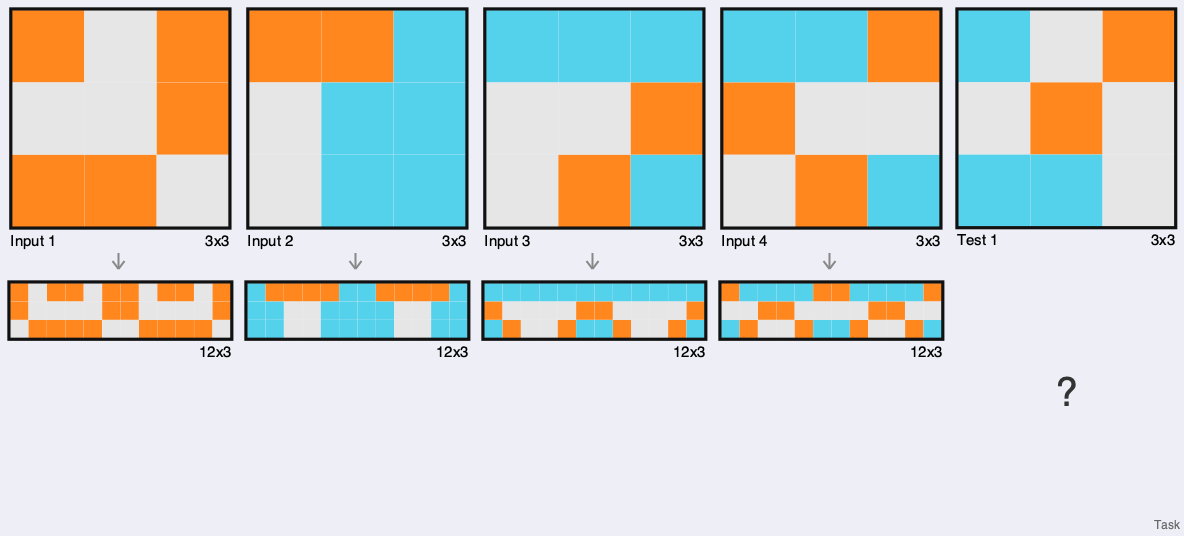 Input 1 3x3
Input 2 3x3
Input 3 3x3
Input 4 3x3
Test 1 3x3
12x3
12x3
12x3
12x3
?
Task